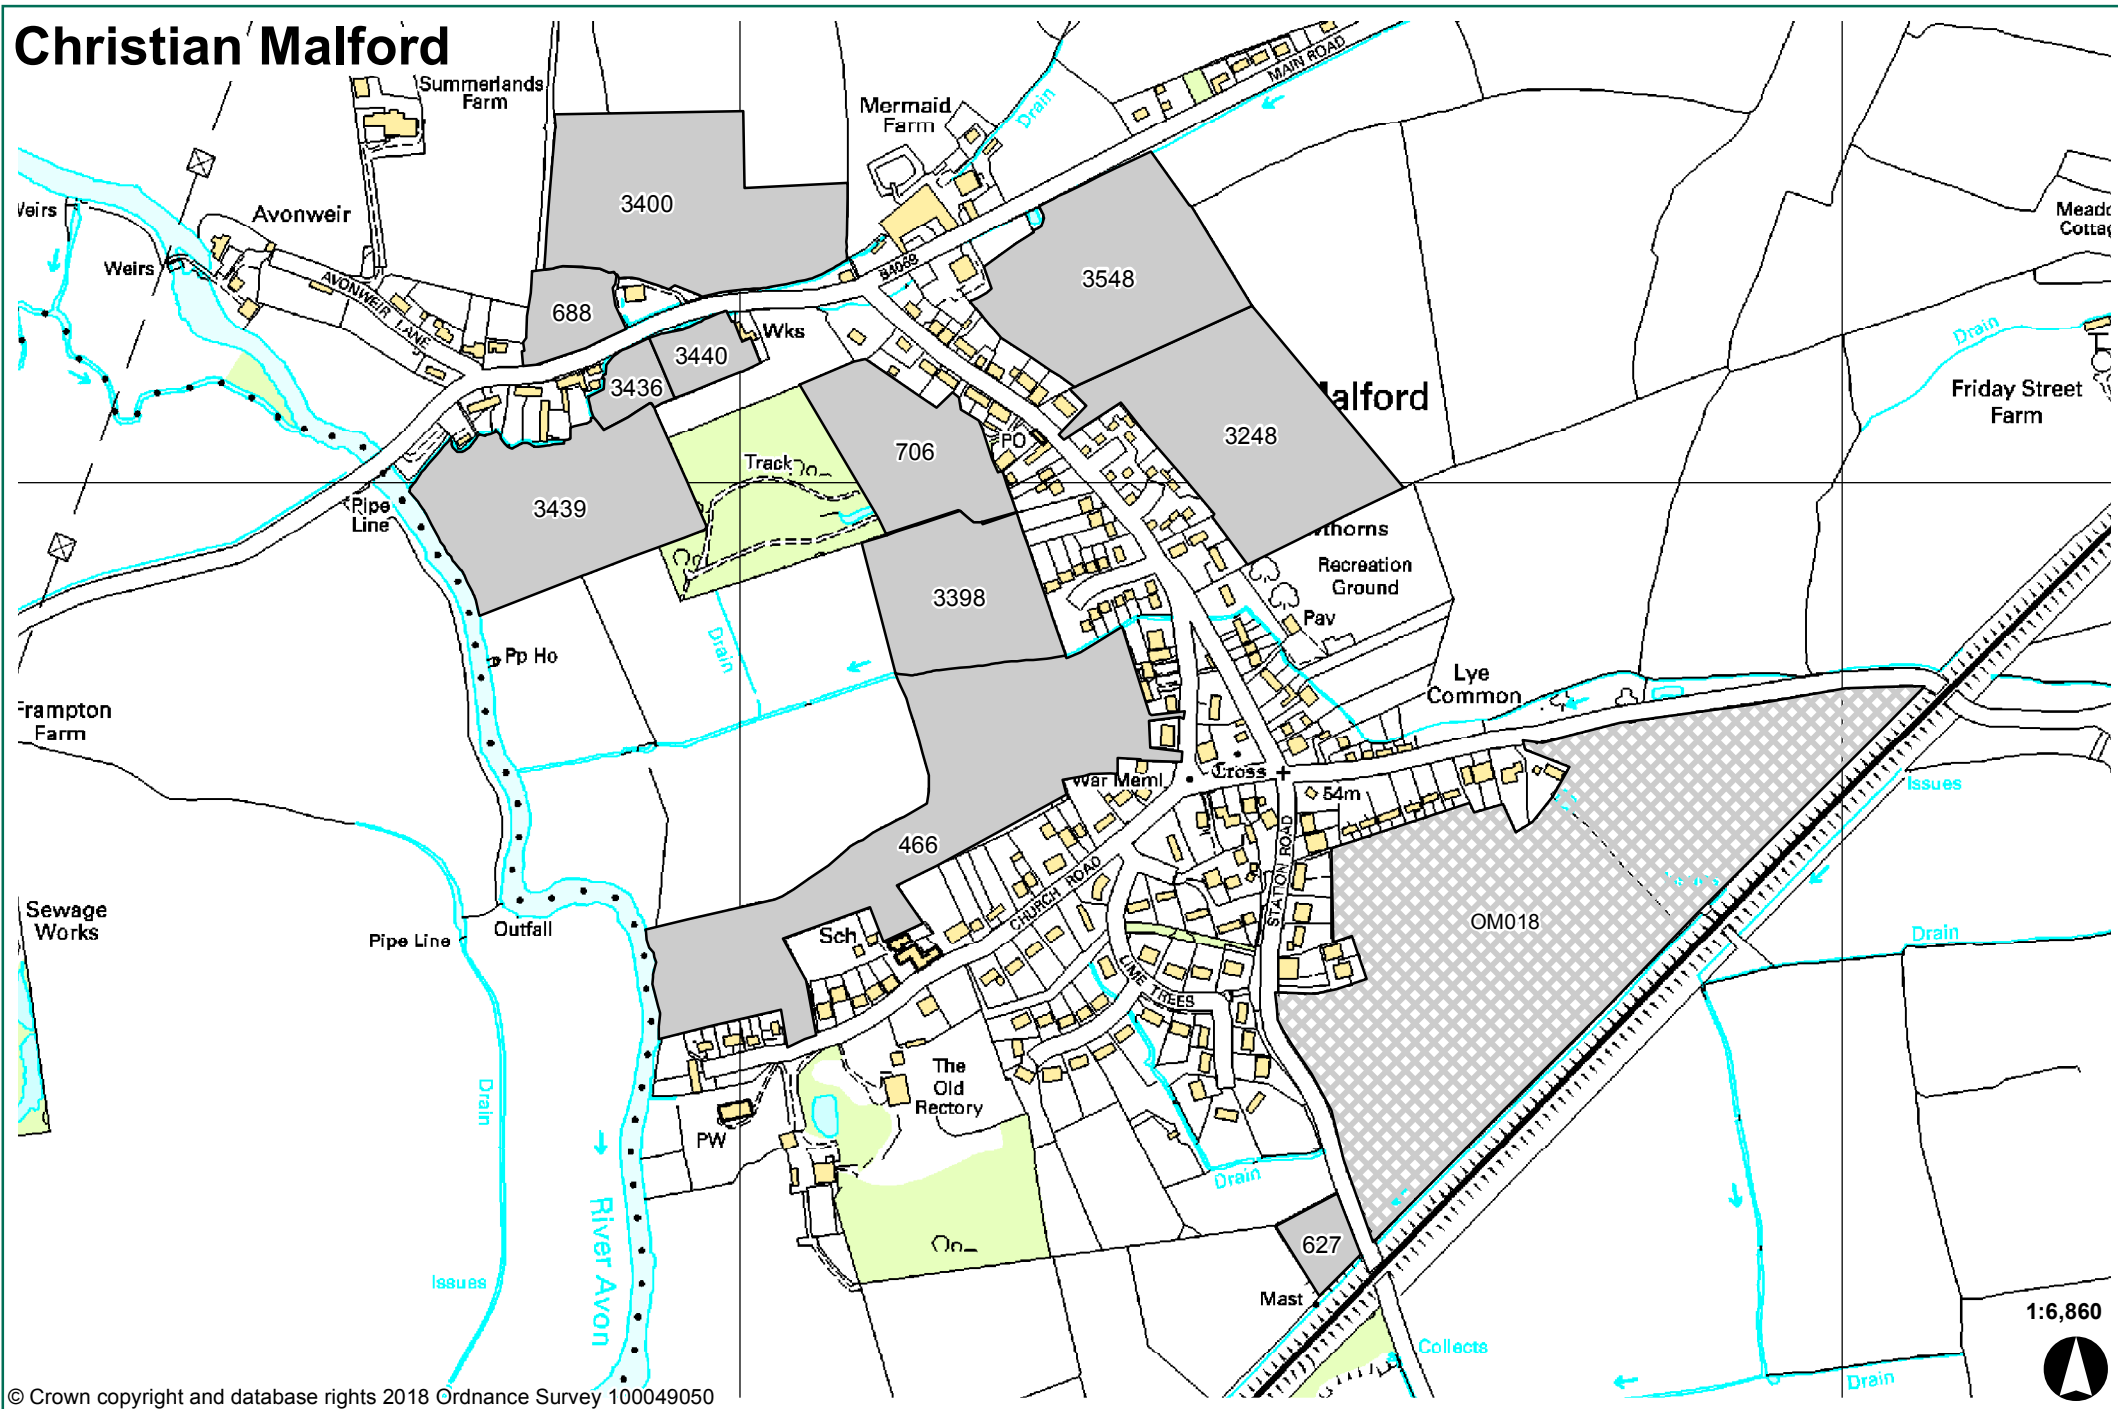 Christian Malford
Summerlands
Farm
Mermaid
Farm
Drain
MAIN ROAD
Avonweir
Weirs
AVONWEIR LANE
3400
B4069
3548
688
3440
Wks
3436
706
PO
3248
alford
Track
3439
Pipe
Line
3398
Drain
Pp Ho
Frampton
Farm
Meado
Cottag
Drain
Friday Street
Farm
thorns
Recreation
Ground
Pav
Lye
Common
War Meml
Cross
54m
Issues
466
CHURCH ROAD
STATION ROAD
OM018
Sewage
Works
Pipe Line
Outfall
Sch
LIME TREES
Drain
Drain
The
Old
Rectory
PW
River Avon
Drain
Issues
627
Mast
Collects
Drain
1:6,860
© Crown copyright and database rights 2018 Ordnance Survey 100049050